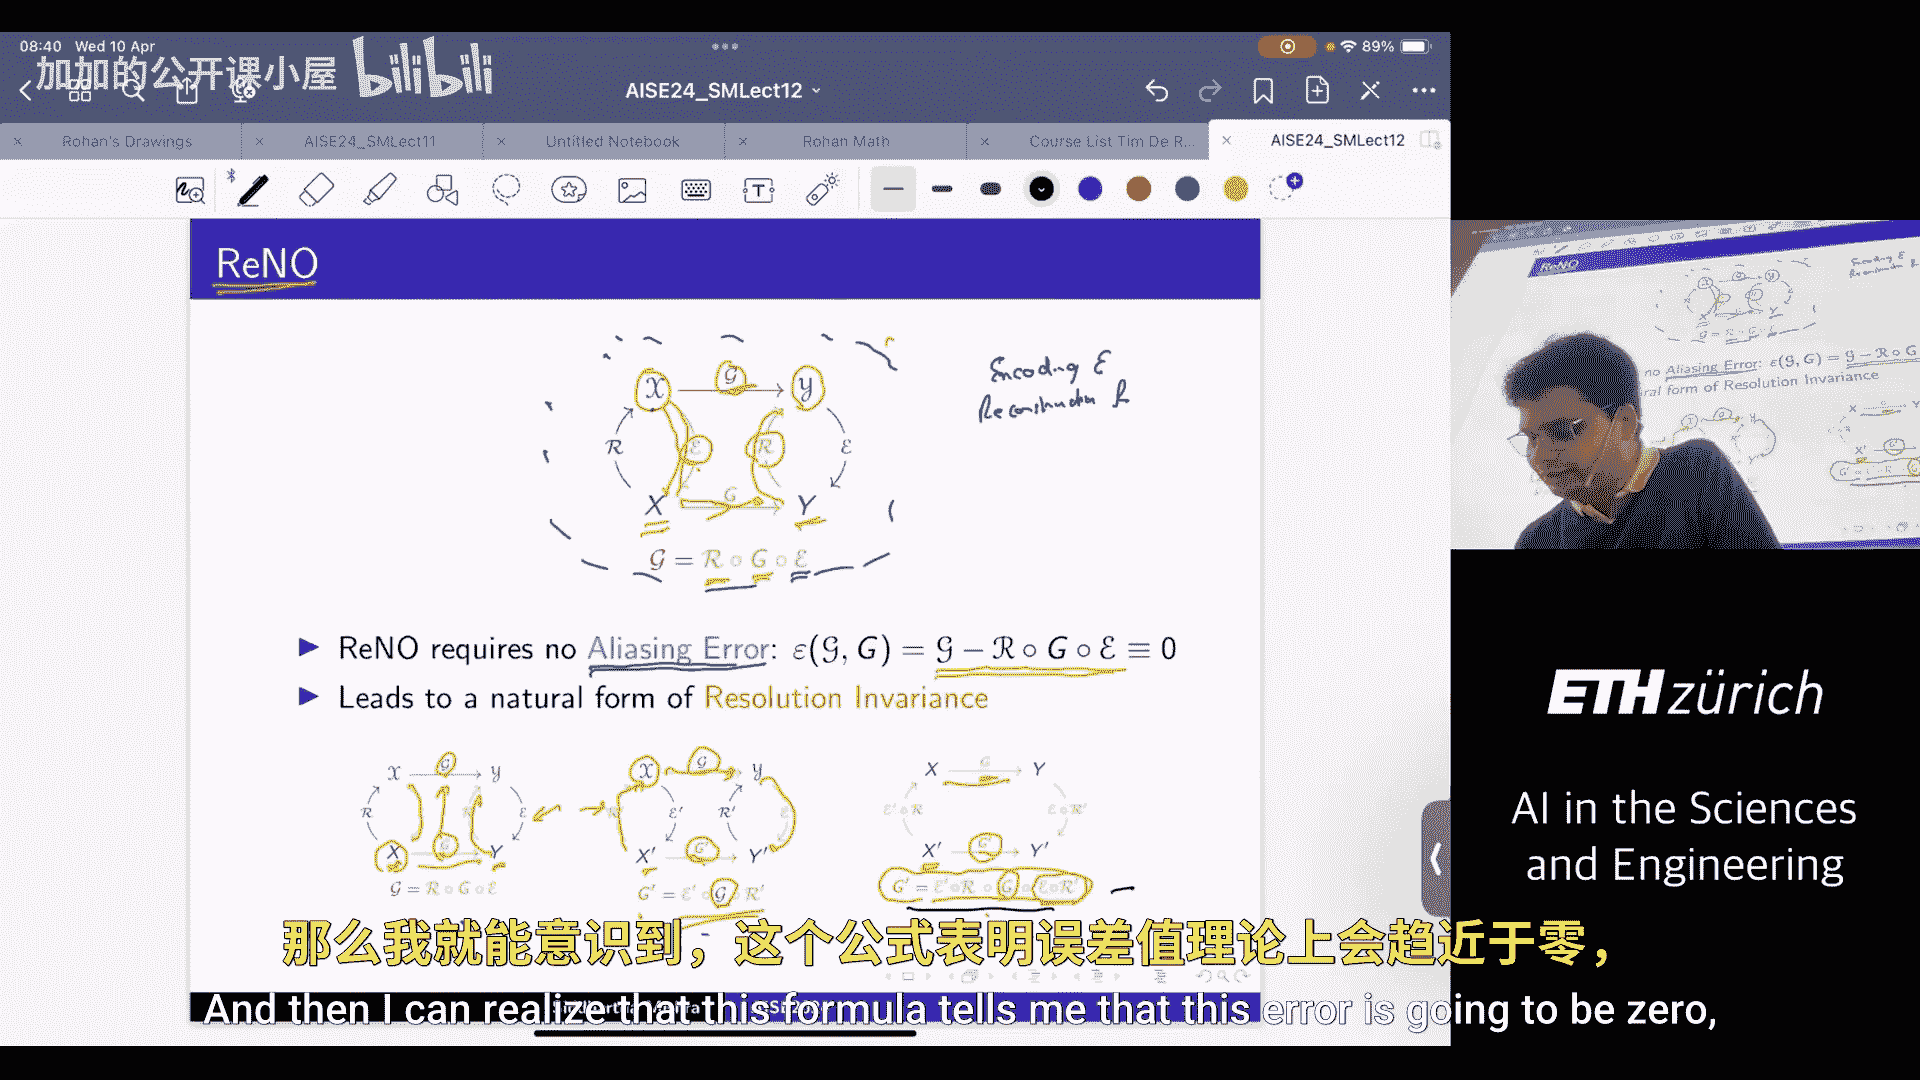 08:40 Wed 10 Apr
89%
加加的公开课小屋 bilibili
AISE24_SMLect12
Rohan's Drawings
AISE24_SMLect11
Untitled Notebook
Rohan Math
Course List Tim De R...
AISE24_SMLect12
ReNO
Encoding ℰ
Reconstruction R
𝒳 𝒢 𝒴
ℛ ℰ ℛ ℰ
X G Y
𝒢 = ℛ ∘ G ∘ ℰ
▶ ReNO requires no Aliasing Error: ε(𝒢, G) = 𝒢 − ℛ ∘ G ∘ ℰ ≡ 0
▶ Leads to a natural form of Resolution Invariance
𝒳 𝒢 𝒴
ℛ ℰ
X G Y
𝒢 = ℛ ∘ G ∘ ℰ
𝒳 𝒢 𝒴
ℰ′ ℛ′
X′ G′ Y′
G′ = ℰ′ ∘ 𝒢 ∘ ℛ′
X G Y
ℰ′∘ℛ ℰ∘ℛ′
X′ G′ Y′
G′ = ℰ′∘ℛ ∘ G ∘ ℰ∘ℛ′
那么我就能意识到，这个公式表明误差值理论上会趋近于零，
And then I can realize that this formula tells me that this error is going to be zero,
ETH zürich
AI in the Sciences
and Engineering